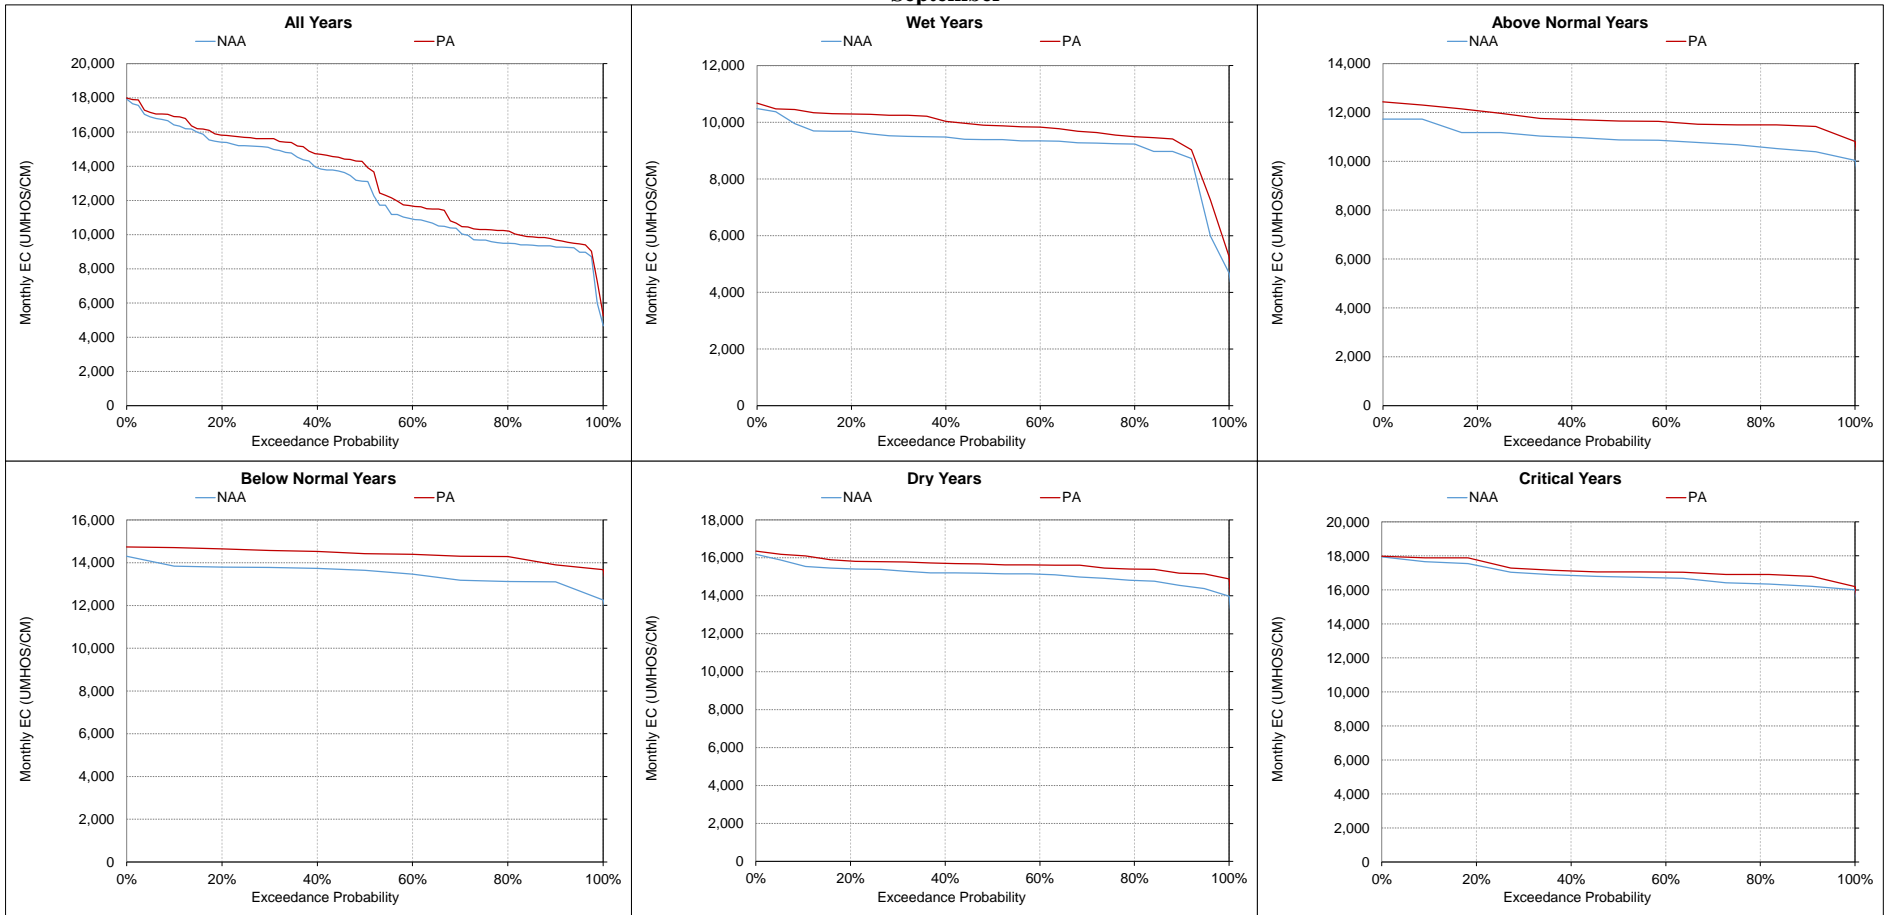 September
All Years
NAA PA
20,000
18,000
16,000
14,000
12,000
10,000
8,000
6,000
4,000
2,000
0
0% 20% 40% 60% 80% 100%
Monthly EC (UMHOS/CM)
Exceedance Probability
Wet Years
NAA PA
12,000
10,000
8,000
6,000
4,000
2,000
0
0% 20% 40% 60% 80% 100%
Monthly EC (UMHOS/CM)
Exceedance Probability
Above Normal Years
NAA PA
14,000
12,000
10,000
8,000
6,000
4,000
2,000
0
0% 20% 40% 60% 80% 100%
Monthly EC (UMHOS/CM)
Exceedance Probability
Below Normal Years
NAA PA
16,000
14,000
12,000
10,000
8,000
6,000
4,000
2,000
0
0% 20% 40% 60% 80% 100%
Monthly EC (UMHOS/CM)
Exceedance Probability
Dry Years
NAA PA
18,000
16,000
14,000
12,000
10,000
8,000
6,000
4,000
2,000
0
0% 20% 40% 60% 80% 100%
Monthly EC (UMHOS/CM)
Exceedance Probability
Critical Years
NAA PA
20,000
18,000
16,000
14,000
12,000
10,000
8,000
6,000
4,000
2,000
0
0% 20% 40% 60% 80% 100%
Monthly EC (UMHOS/CM)
Exceedance Probability